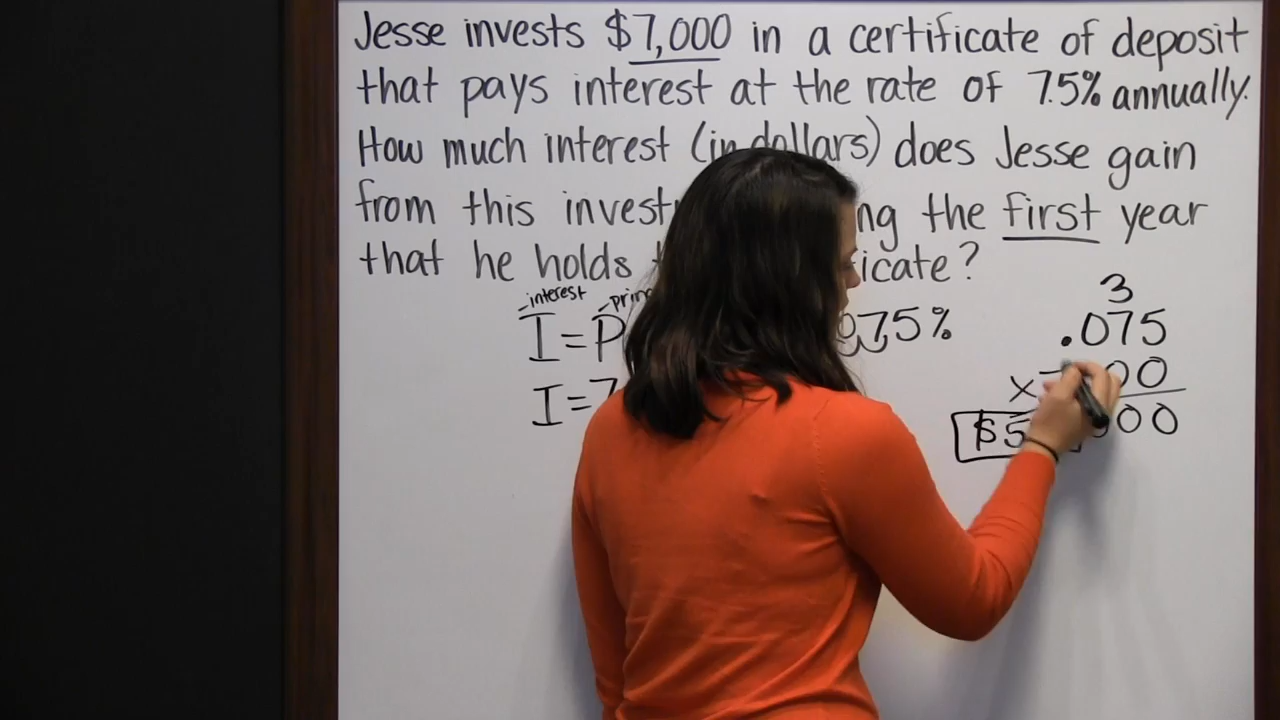 Jesse invests $7,000 in a certificate of deposit
that pays interest at the rate of 7.5% annually.
How much interest (in dollars) does Jesse gain
from this ng the first year
that he holds icate?
interest
I=P 075%
I=7
3
.075
x 00
$5 00